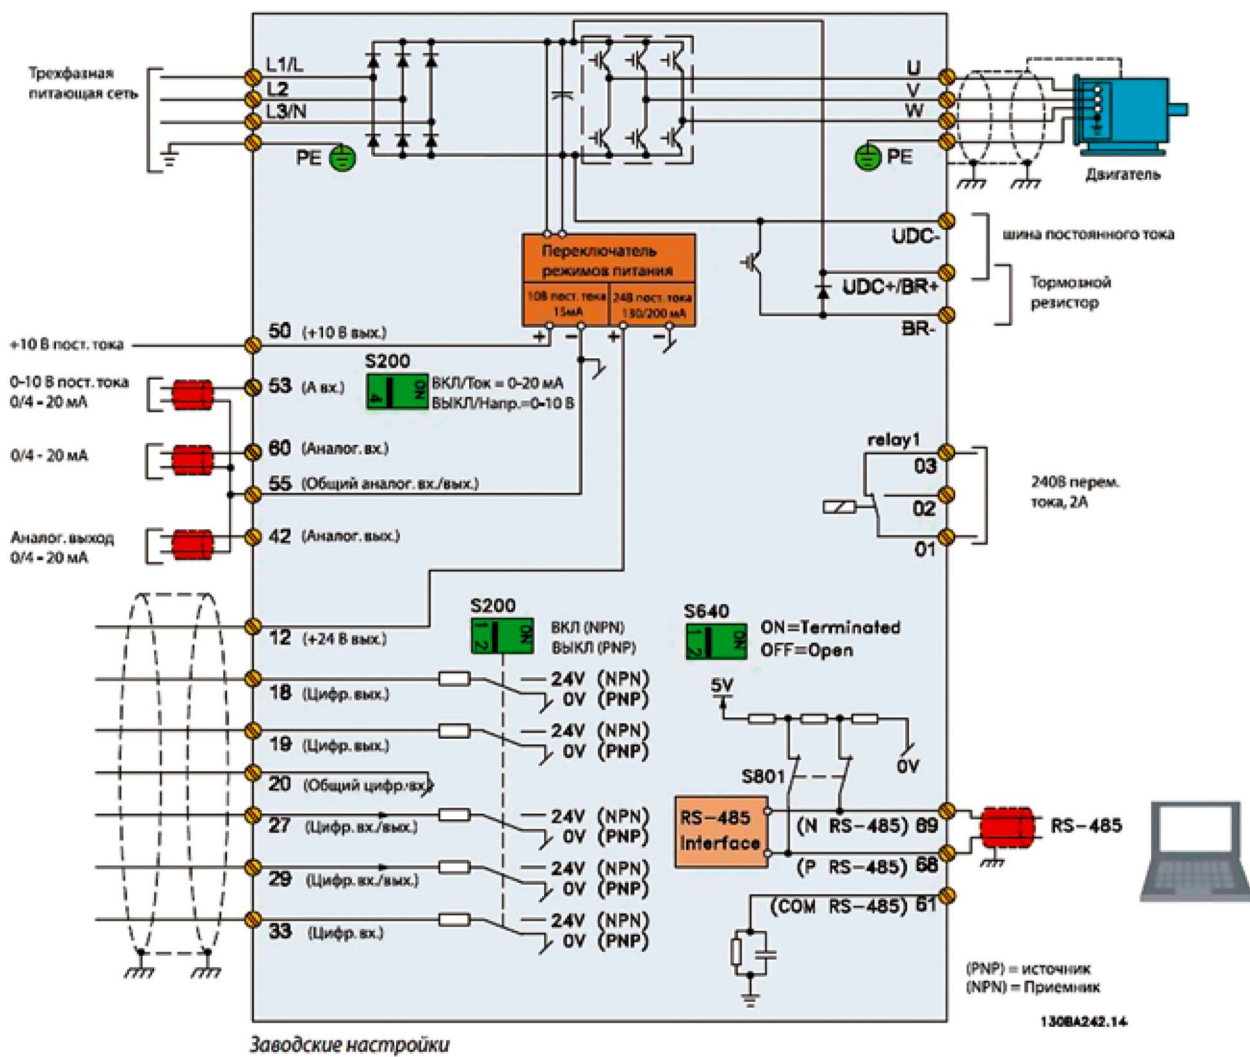 Трехфазная
питающая сеть
L1/L
L2
L3/N
PE
U
V
W
PE
Двигатель
UDC-
шина постоянного тока
UDC+/BR+
Тормозной
резистор
BR-
Переключатель
режимов питания
10В пост. тока
15мА
24В пост. тока
130/200 мА
+ - + -
+10 В пост. тока
50 (+10 В вых.)
0-10 В пост. тока
0/4 - 20 мА
53 (А вх.)
S200
ON
4
ВКЛ/Ток = 0-20 мА
ВЫКЛ/Напр.=0-10 В
0/4 - 20 мА
60 (Аналог. вх.)
55 (Общий аналог. вх./вых.)
Аналог. выход
0/4 - 20 мА
42 (Аналог. вых.)
relay1
03
02
01
240В перем.
тока, 2А
12 (+24 В вых.)
S200
1 2
ON
ВКЛ (NPN)
ВЫКЛ (PNP)
S640
1 2
ON
ON=Terminated
OFF=Open
18 (Цифр. вых.)
24V (NPN)
0V (PNP)
19 (Цифр. вых.)
24V (NPN)
0V (PNP)
20 (Общий цифр. вх.)
27 (Цифр. вх./вых.)
24V (NPN)
0V (PNP)
29 (Цифр. вх./вых.)
24V (NPN)
0V (PNP)
33 (Цифр. вх.)
24V (NPN)
0V (PNP)
5V
0V
S801
RS-485
Interface
(N RS-485) 69
(P RS-485) 68
(COM RS-485) 61
RS-485
(PNP) = источник
(NPN) = Приемник
130BA242.14
Заводские настройки